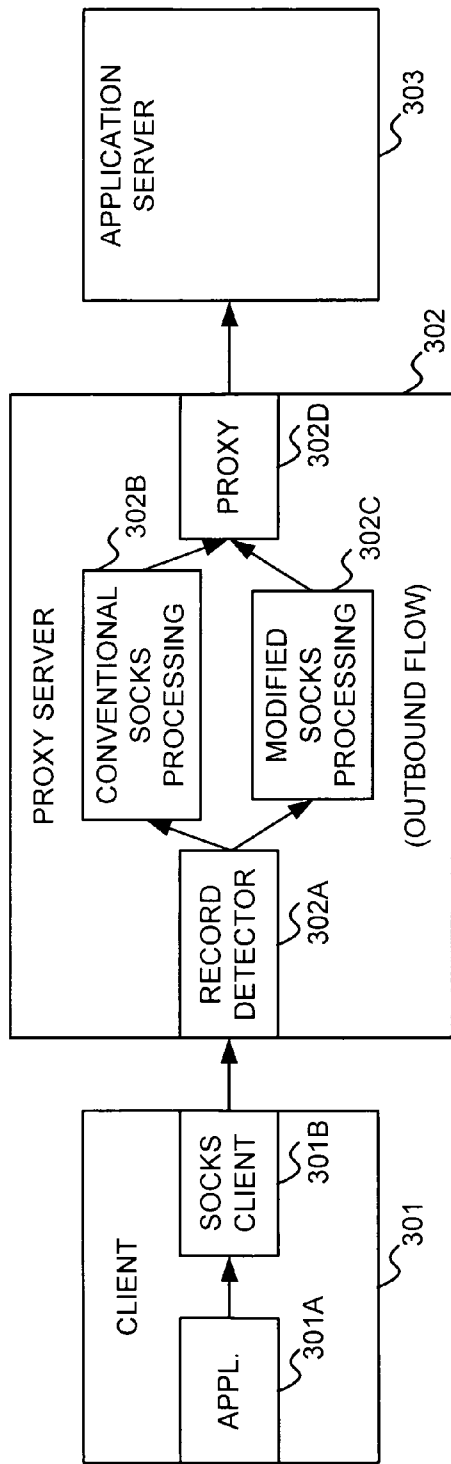 CLIENT
APPL.
301A
SOCKS
CLIENT
301B
301
PROXY SERVER
RECORD
DETECTOR
302A
CONVENTIONAL
SOCKS
PROCESSING
302B
MODIFIED
SOCKS
PROCESSING
302C
PROXY
302D
(OUTBOUND FLOW)
302
APPLICATION
SERVER
303